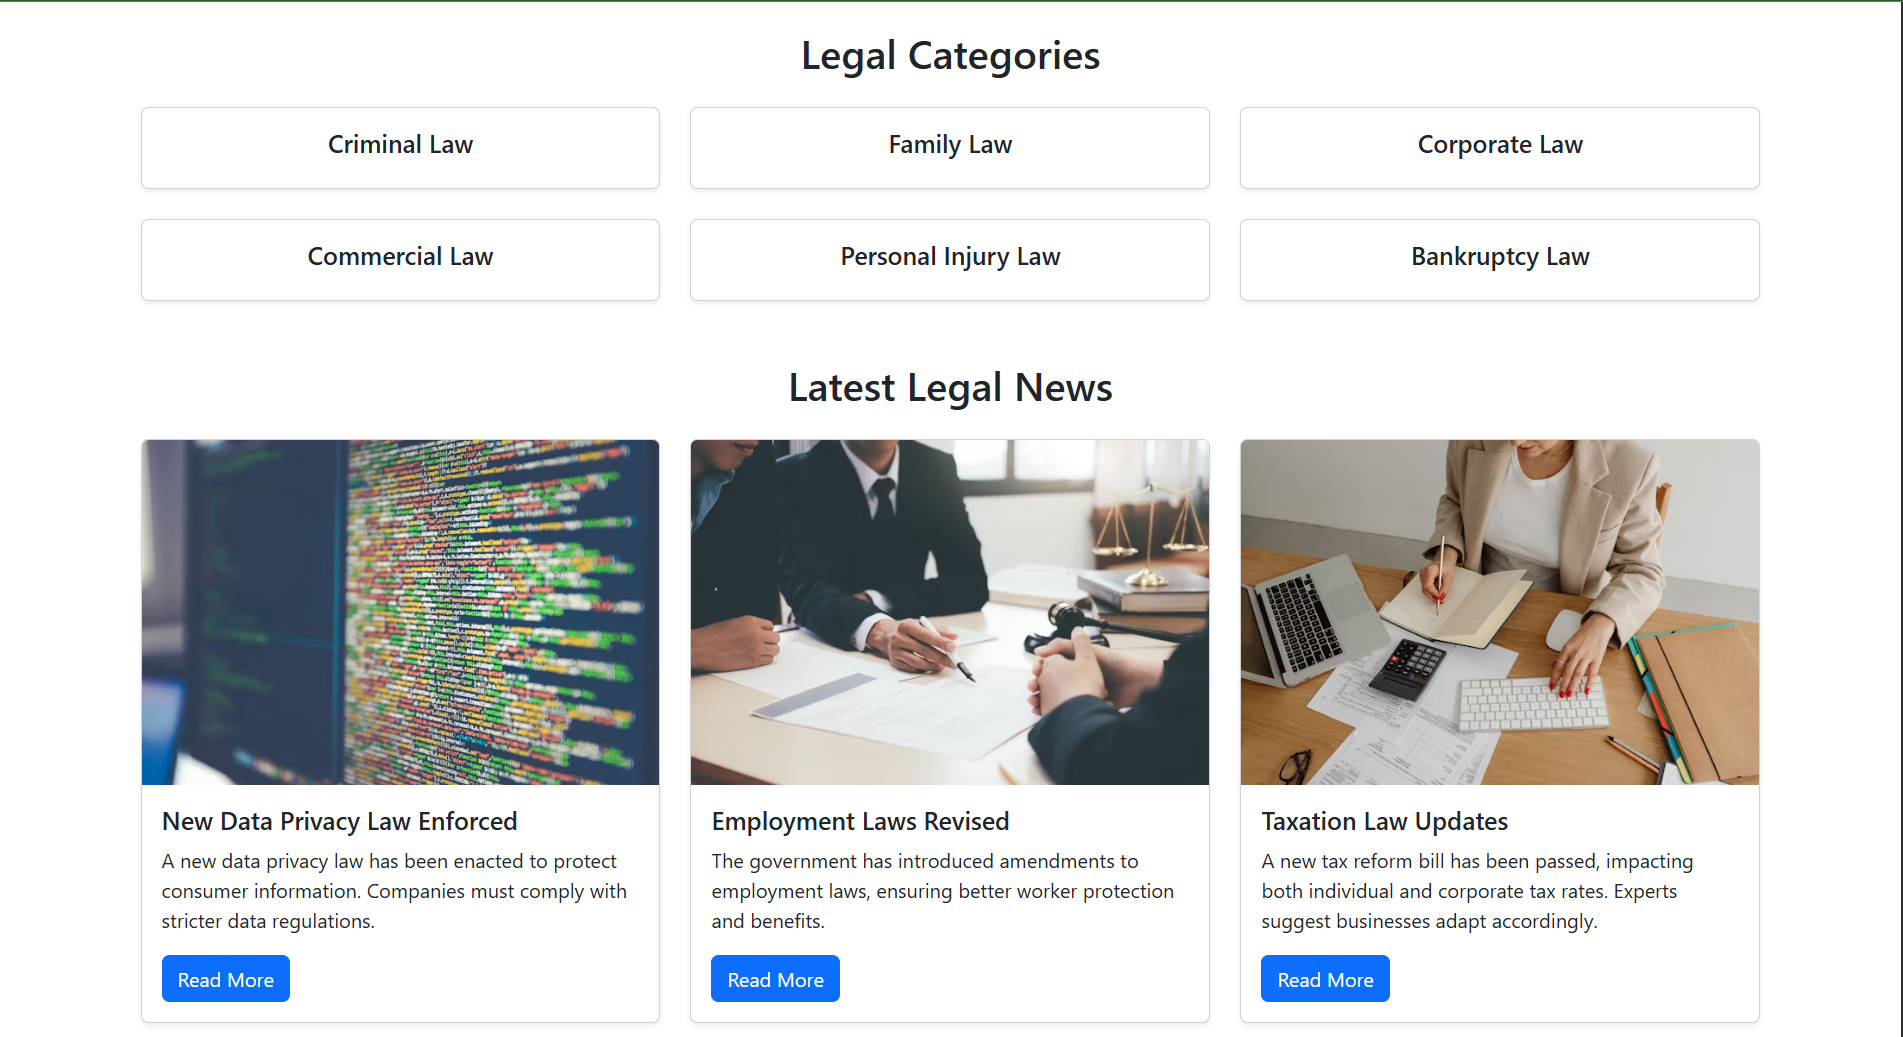 Legal Categories
Criminal Law
Family Law
Corporate Law
Commercial Law
Personal Injury Law
Bankruptcy Law
Latest Legal News
New Data Privacy Law Enforced
A new data privacy law has been enacted to protect
consumer information. Companies must comply with
stricter data regulations.
Read More
Employment Laws Revised
The government has introduced amendments to
employment laws, ensuring better worker protection
and benefits.
Read More
Taxation Law Updates
A new tax reform bill has been passed, impacting
both individual and corporate tax rates. Experts
suggest businesses adapt accordingly.
Read More